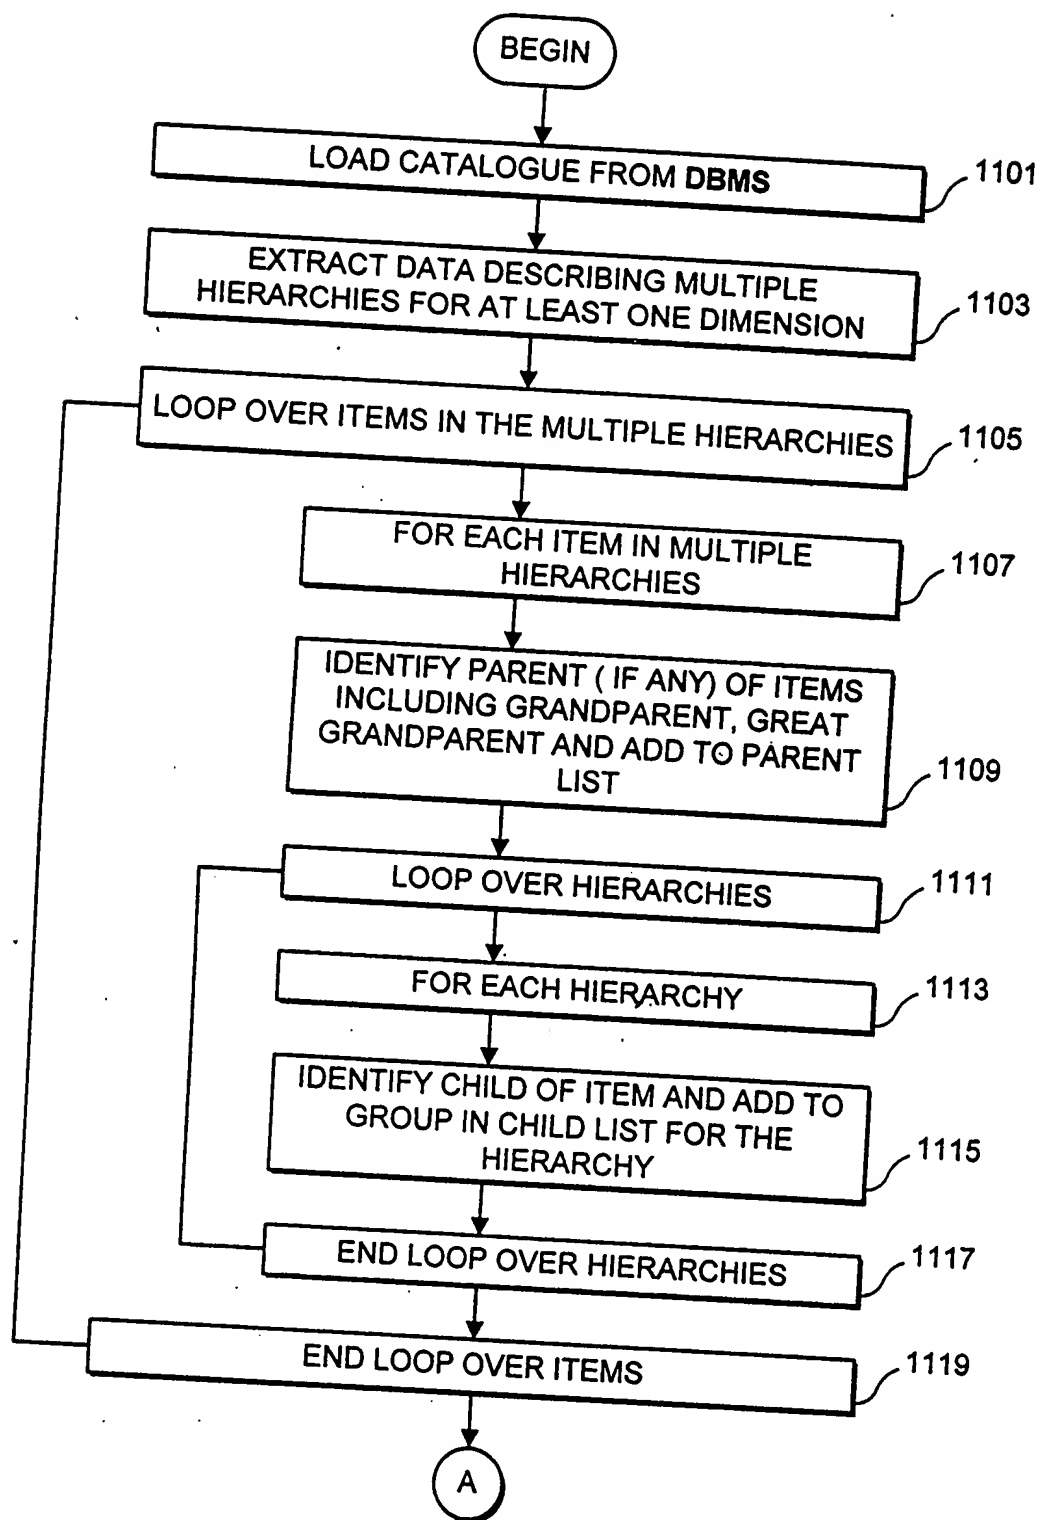 BEGIN
LOAD CATALOGUE FROM DBMS
1101
EXTRACT DATA DESCRIBING MULTIPLE
HIERARCHIES FOR AT LEAST ONE DIMENSION
1103
LOOP OVER ITEMS IN THE MULTIPLE HIERARCHIES
1105
FOR EACH ITEM IN MULTIPLE
HIERARCHIES
1107
IDENTIFY PARENT ( IF ANY) OF ITEMS
INCLUDING GRANDPARENT, GREAT
GRANDPARENT AND ADD TO PARENT
LIST
1109
LOOP OVER HIERARCHIES
1111
FOR EACH HIERARCHY
1113
IDENTIFY CHILD OF ITEM AND ADD TO
GROUP IN CHILD LIST FOR THE
HIERARCHY
1115
END LOOP OVER HIERARCHIES
1117
END LOOP OVER ITEMS
1119
A